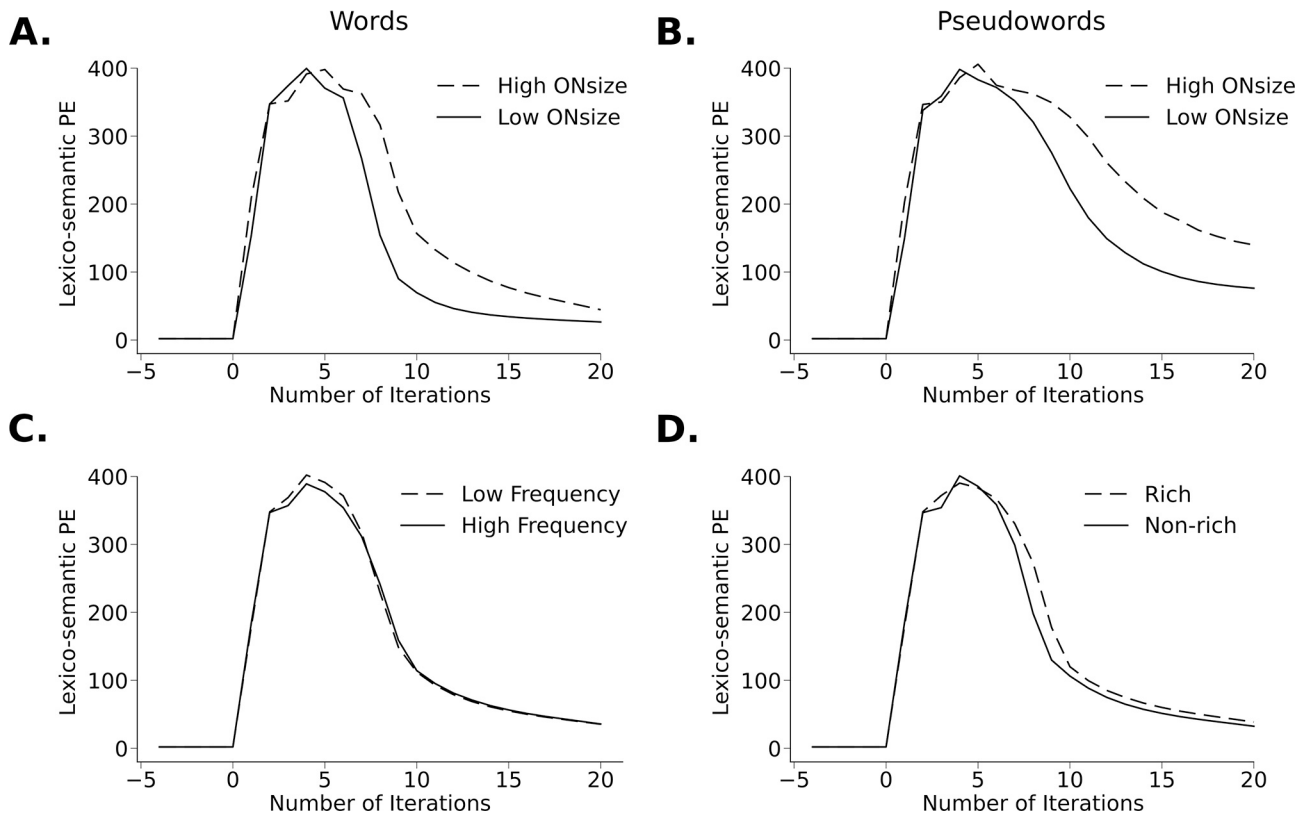 A.
Words
Lexico-semantic PE
400
300
200
100
0
High ONsize
Low ONsize
−5 0 5 10 15 20
Number of Iterations
B.
Pseudowords
Lexico-semantic PE
400
300
200
100
0
High ONsize
Low ONsize
−5 0 5 10 15 20
Number of Iterations
C.
Lexico-semantic PE
400
300
200
100
0
Low Frequency
High Frequency
−5 0 5 10 15 20
Number of Iterations
D.
Lexico-semantic PE
400
300
200
100
0
Rich
Non-rich
−5 0 5 10 15 20
Number of Iterations